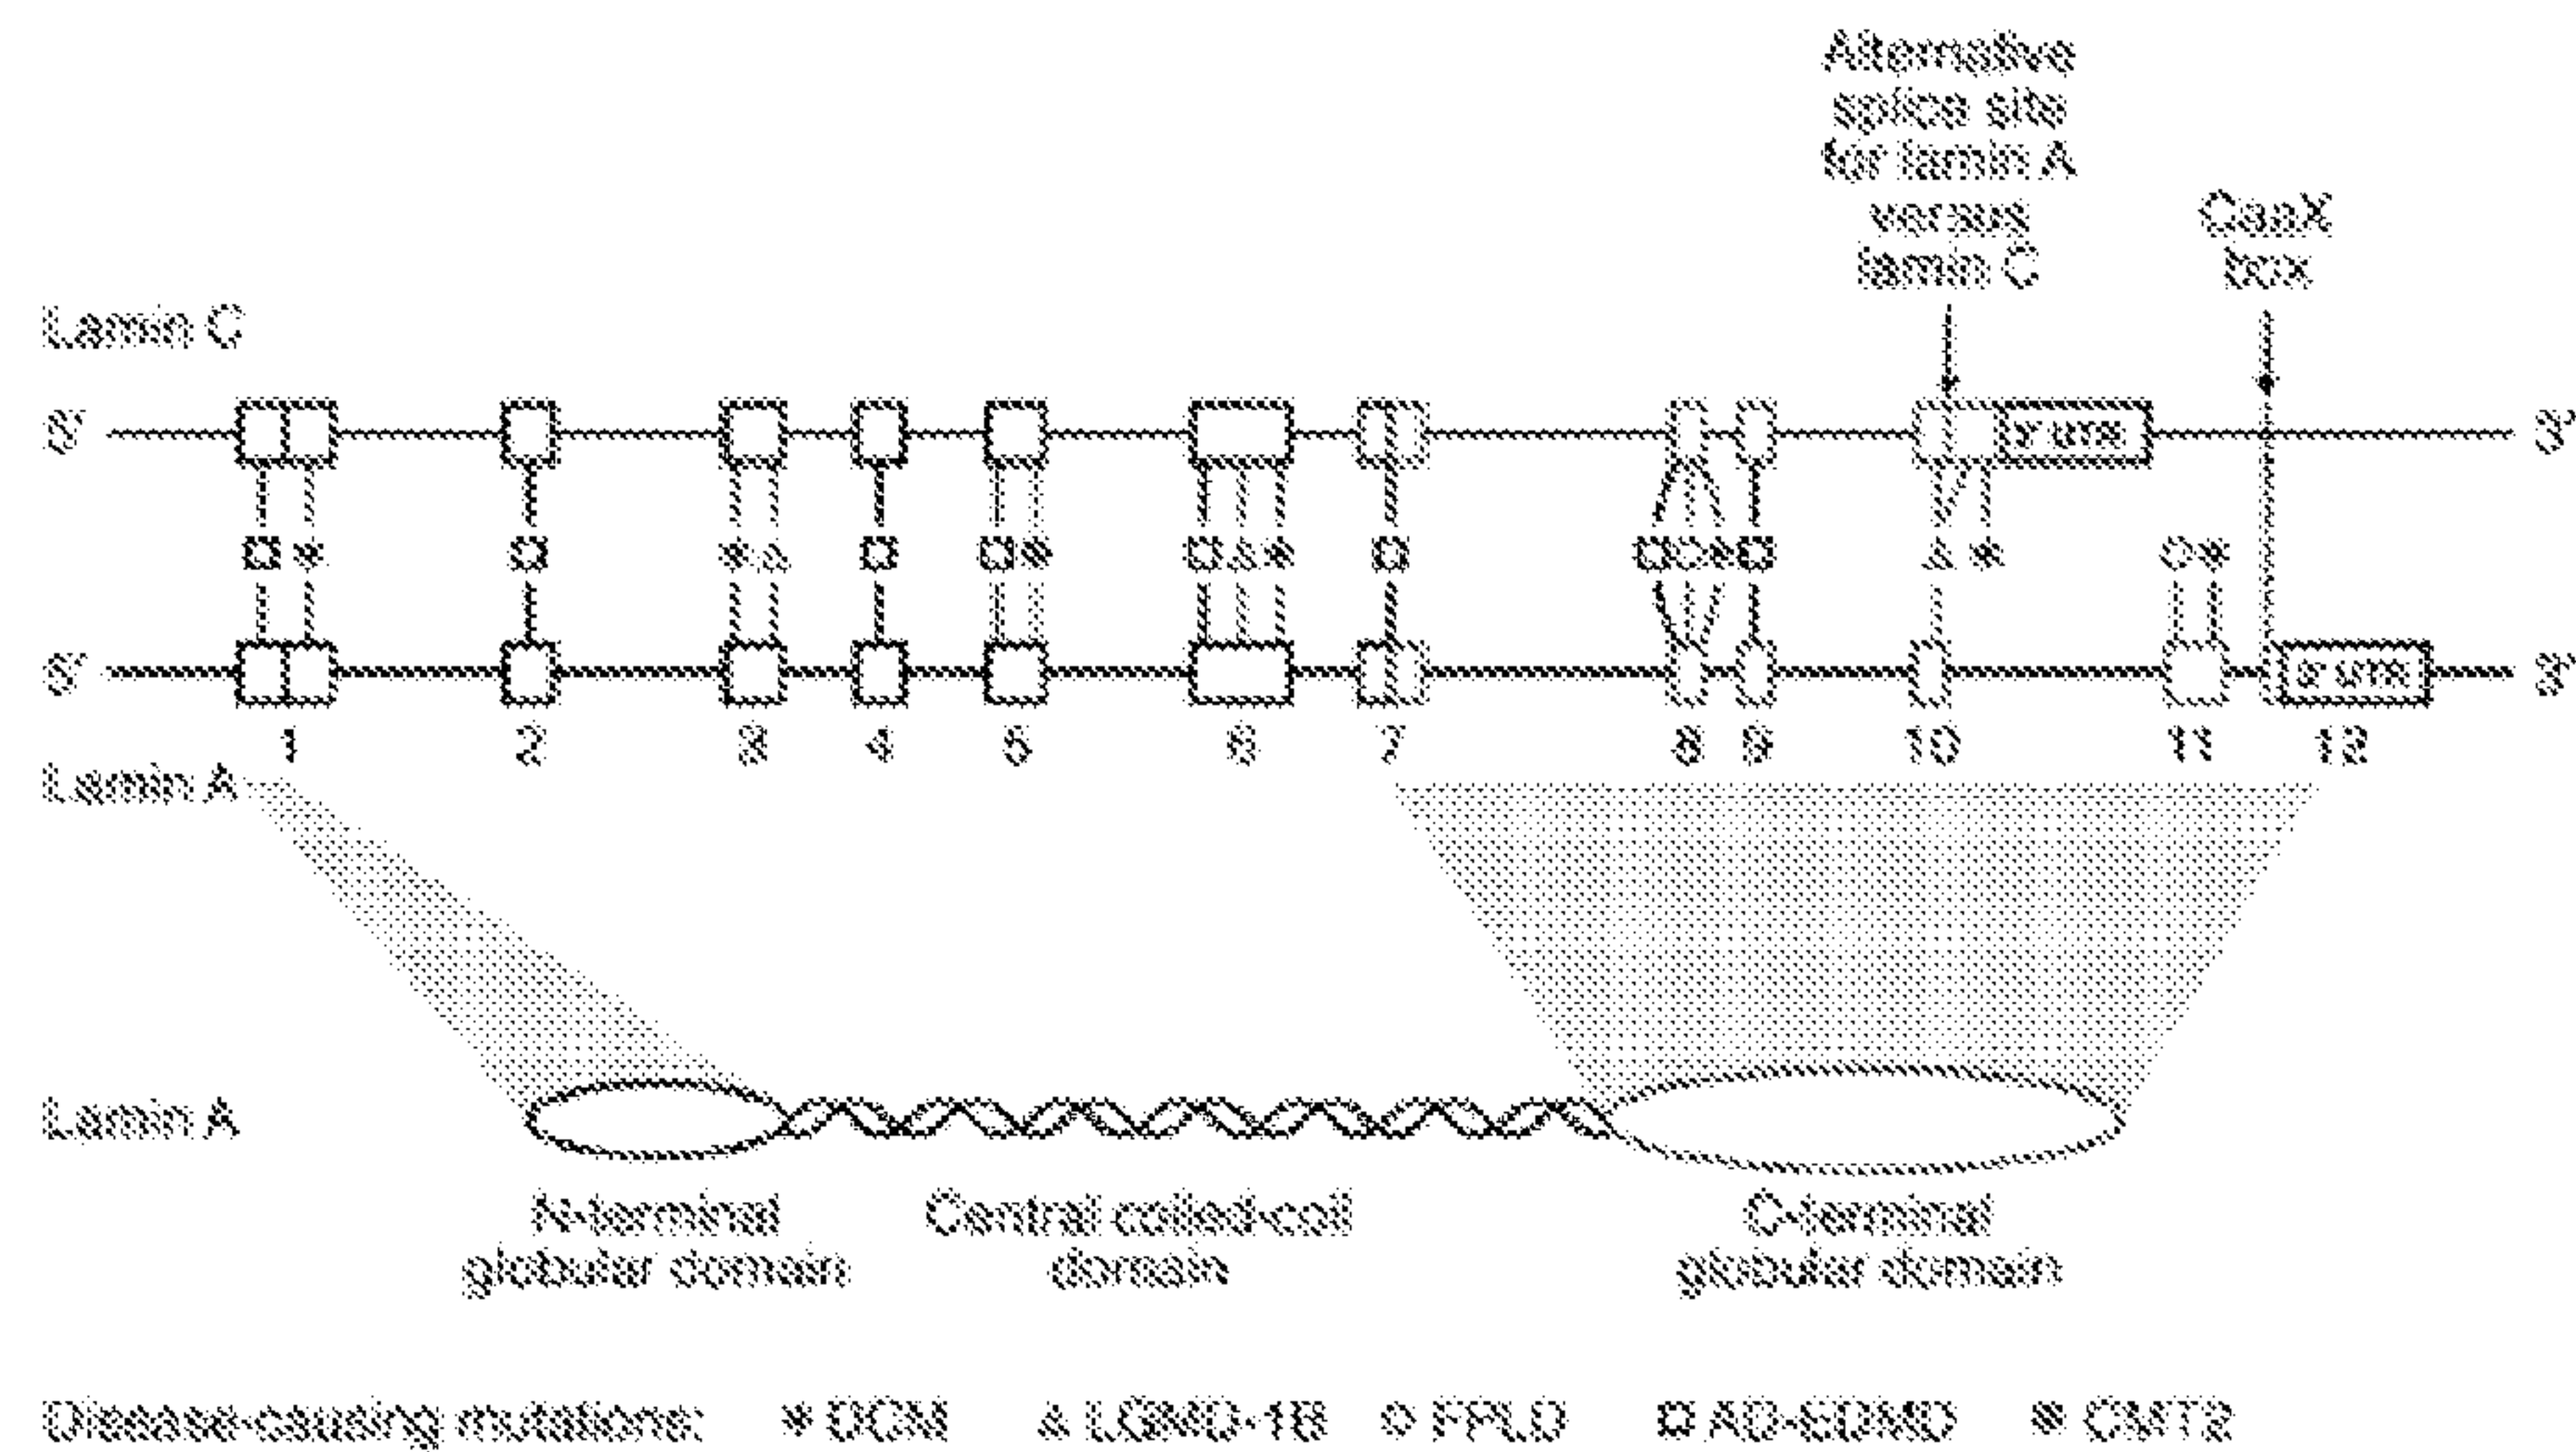 Alternative
splice site
for lamin A
versus
lamin C
CaaX
box
Lamin C
5' 3' UTR 3'
5' 3' UTR 3'
1 2 3 4 5 6 7 8 9 10 11 12
Lamin A
Lamin A
N-terminal
globular domain
Central coiled-coil
domain
C-terminal
globular domain
Disease-causing mutations: DCM LGMD-1B FPLD AD-EDMD CMT2